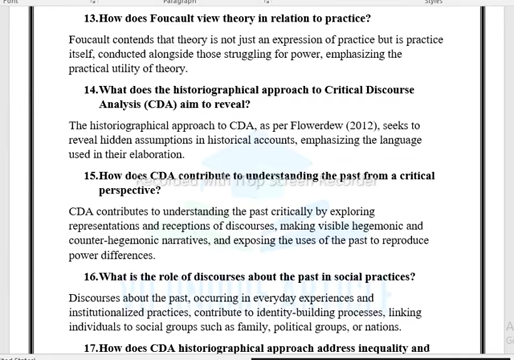 Font
Paragraph
Styles
13.How does Foucault view theory in relation to practice?
Foucault contends that theory is not just an expression of practice but is practice
itself, conducted alongside those struggling for power, emphasizing the
practical utility of theory.
14.What does the historiographical approach to Critical Discourse
Analysis (CDA) aim to reveal?
The historiographical approach to CDA, as per Flowerdew (2012), seeks to
reveal hidden assumptions in historical accounts, emphasizing the language
used in their elaboration.
15.How does CDA contribute to understanding the past from a critical
Recorded with iTop Screen Recorder
perspective?
CDA contributes to understanding the past critically by exploring
representations and receptions of discourses, making visible hegemonic and
counter-hegemonic narratives, and exposing the uses of the past to reproduce
power differences.
16.What is the role of discourses about the past in social practices?
Discourses about the past, occurring in everyday experiences and
institutionalized practices, contribute to identity-building processes, linking
individuals to social groups such as family, political groups, or nations.
17.How does CDA historiographical approach address inequality and